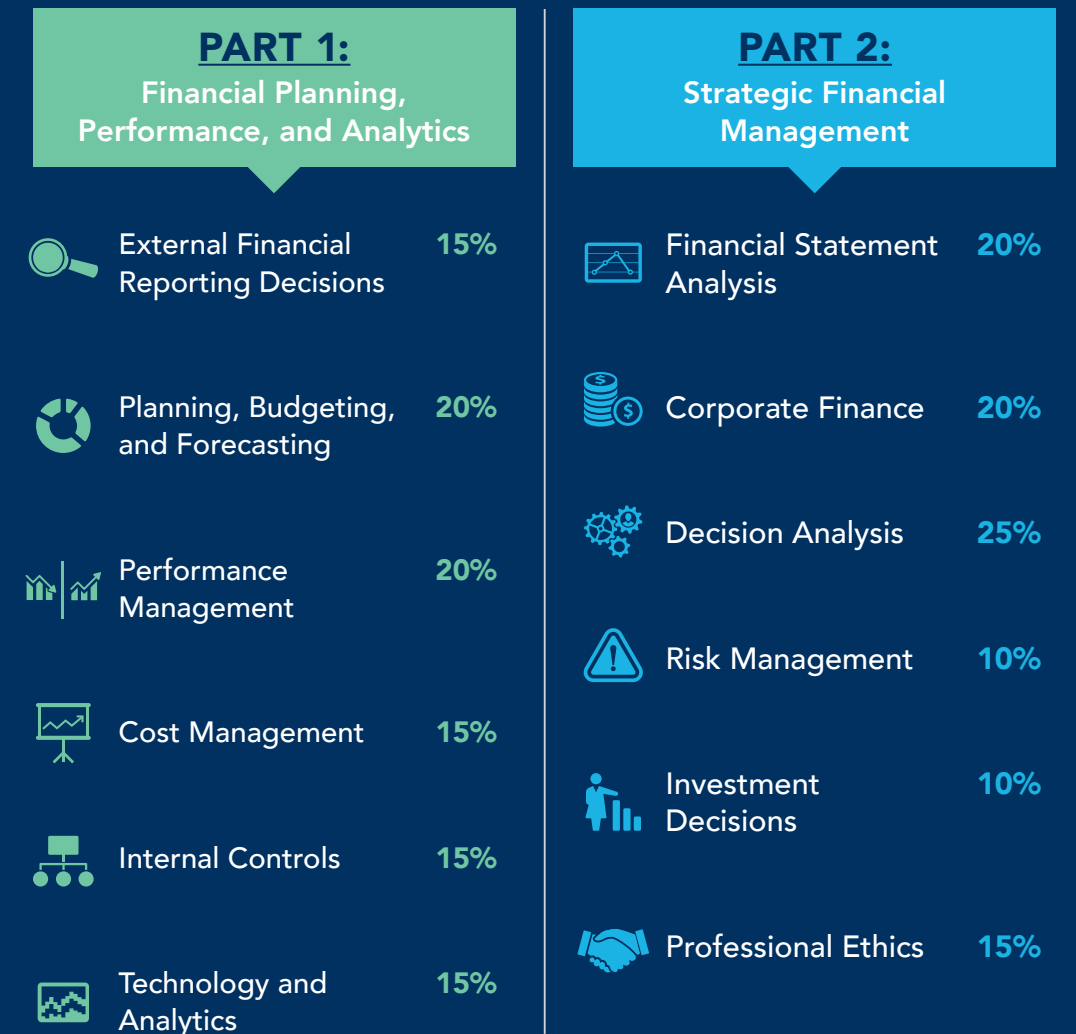 PART 1:
Financial Planning,
Performance, and Analytics
External Financial 15%
Reporting Decisions
Planning, Budgeting, 20%
and Forecasting
Performance 20%
Management
Cost Management 15%
Internal Controls 15%
Technology and 15%
Analytics
PART 2:
Strategic Financial
Management
Financial Statement 20%
Analysis
$
$
Corporate Finance 20%
Decision Analysis 25%
Risk Management 10%
Investment 10%
Decisions
Professional Ethics 15%